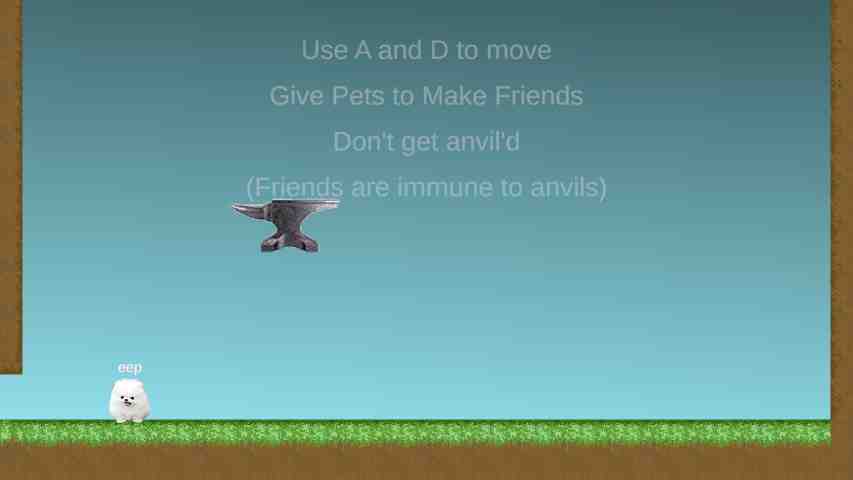 Use A and D to move
Give Pets to Make Friends
Don't get anvil'd
(Friends are immune to anvils)
eep